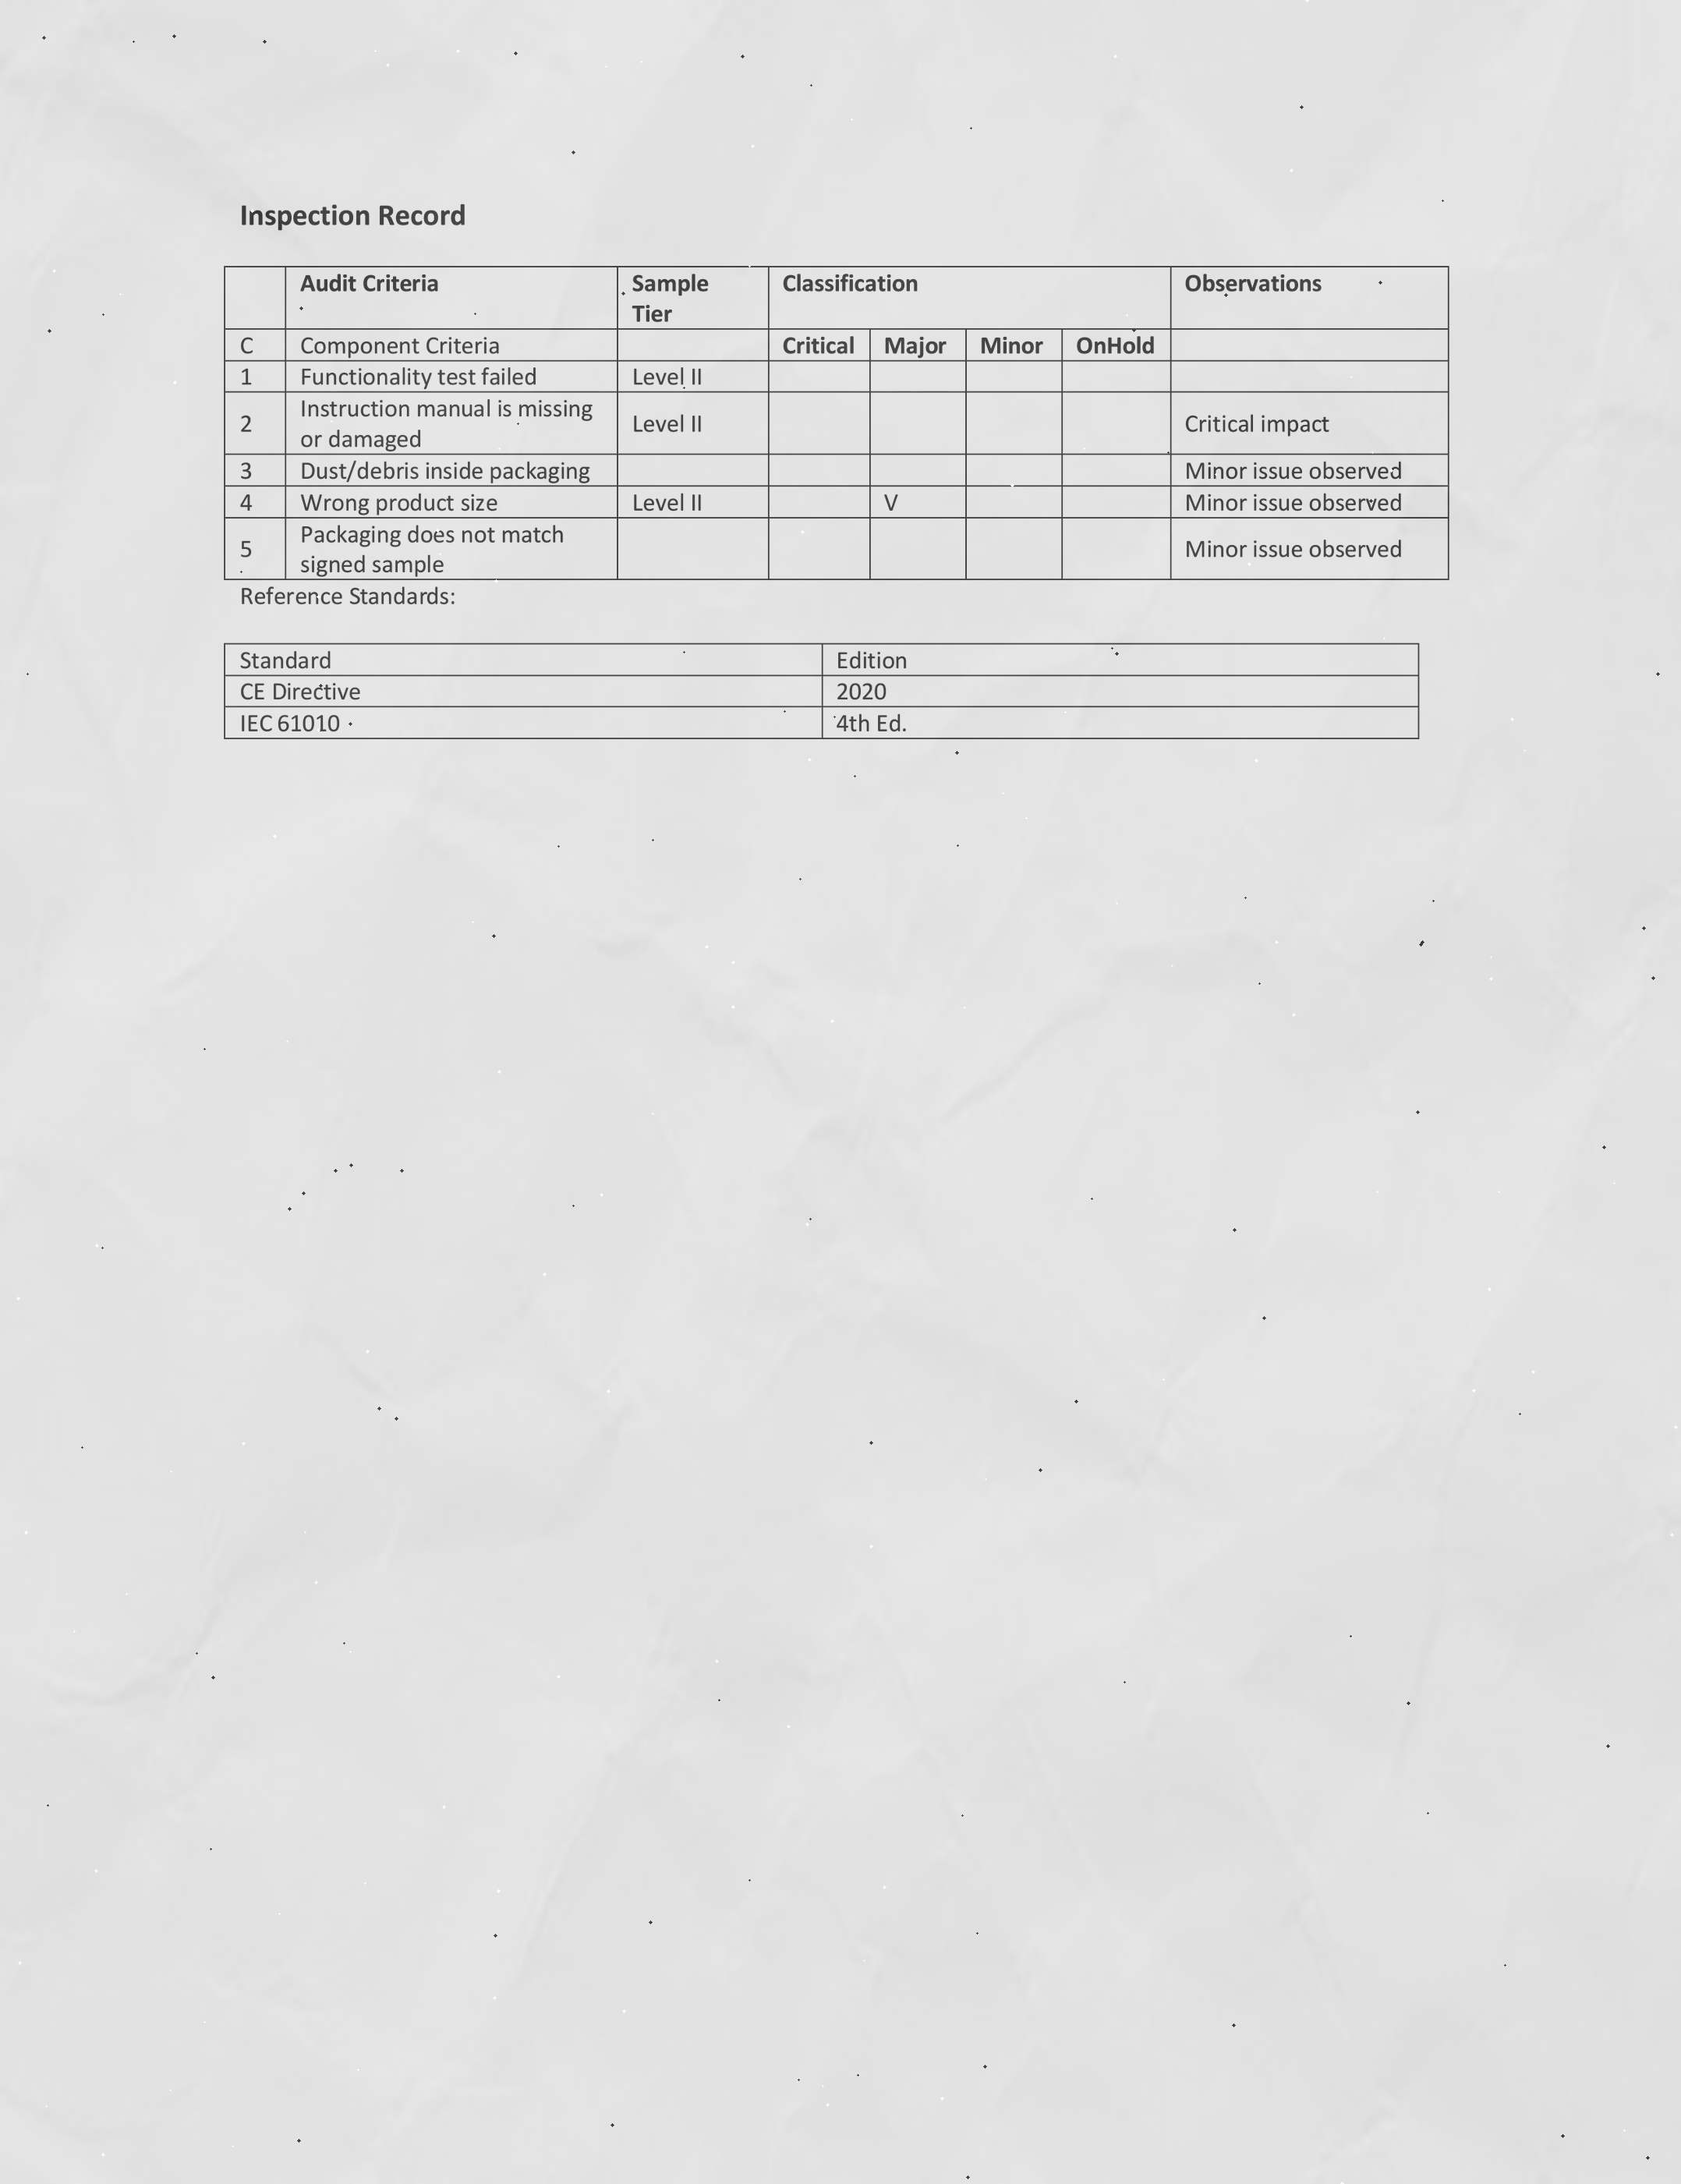 Inspection Record
Audit Criteria Sample Tier Classification Observations
C Component Criteria Critical Major Minor OnHold
1 Functionality test failed Level II
2 Instruction manual is missing or damaged Level II Critical impact
3 Dust/debris inside packaging Minor issue observed
4 Wrong product size Level II V Minor issue observed
5 Packaging does not match signed sample Minor issue observed
Reference Standards:
Standard Edition
CE Directive 2020
IEC 61010 4th Ed.